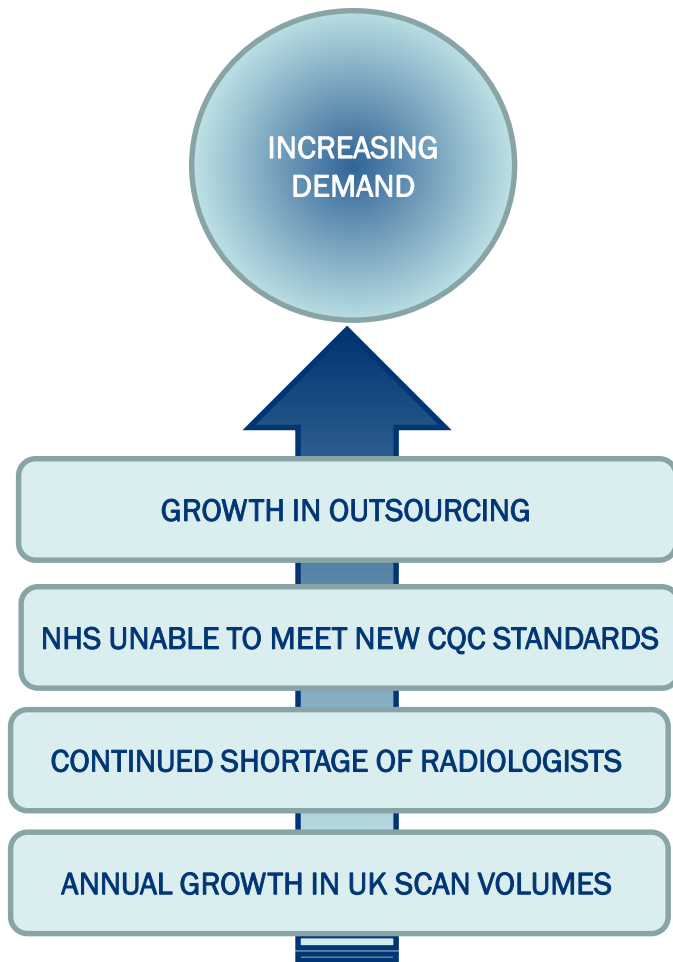 INCREASING
DEMAND
GROWTH IN OUTSOURCING
NHS UNABLE TO MEET NEW CQC STANDARDS
CONTINUED SHORTAGE OF RADIOLOGISTS
ANNUAL GROWTH IN UK SCAN VOLUMES